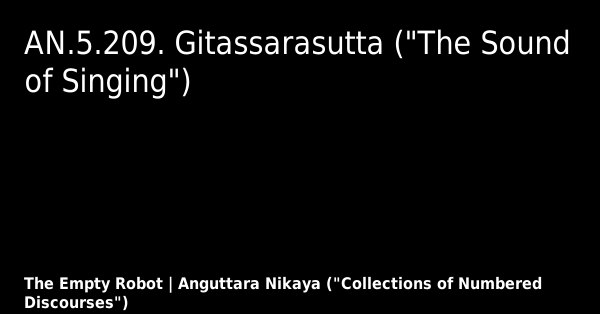 AN.5.209. Gitassarasutta ("The Sound
of Singing")
The Empty Robot | Anguttara Nikaya ("Collections of Numbered
Discourses")